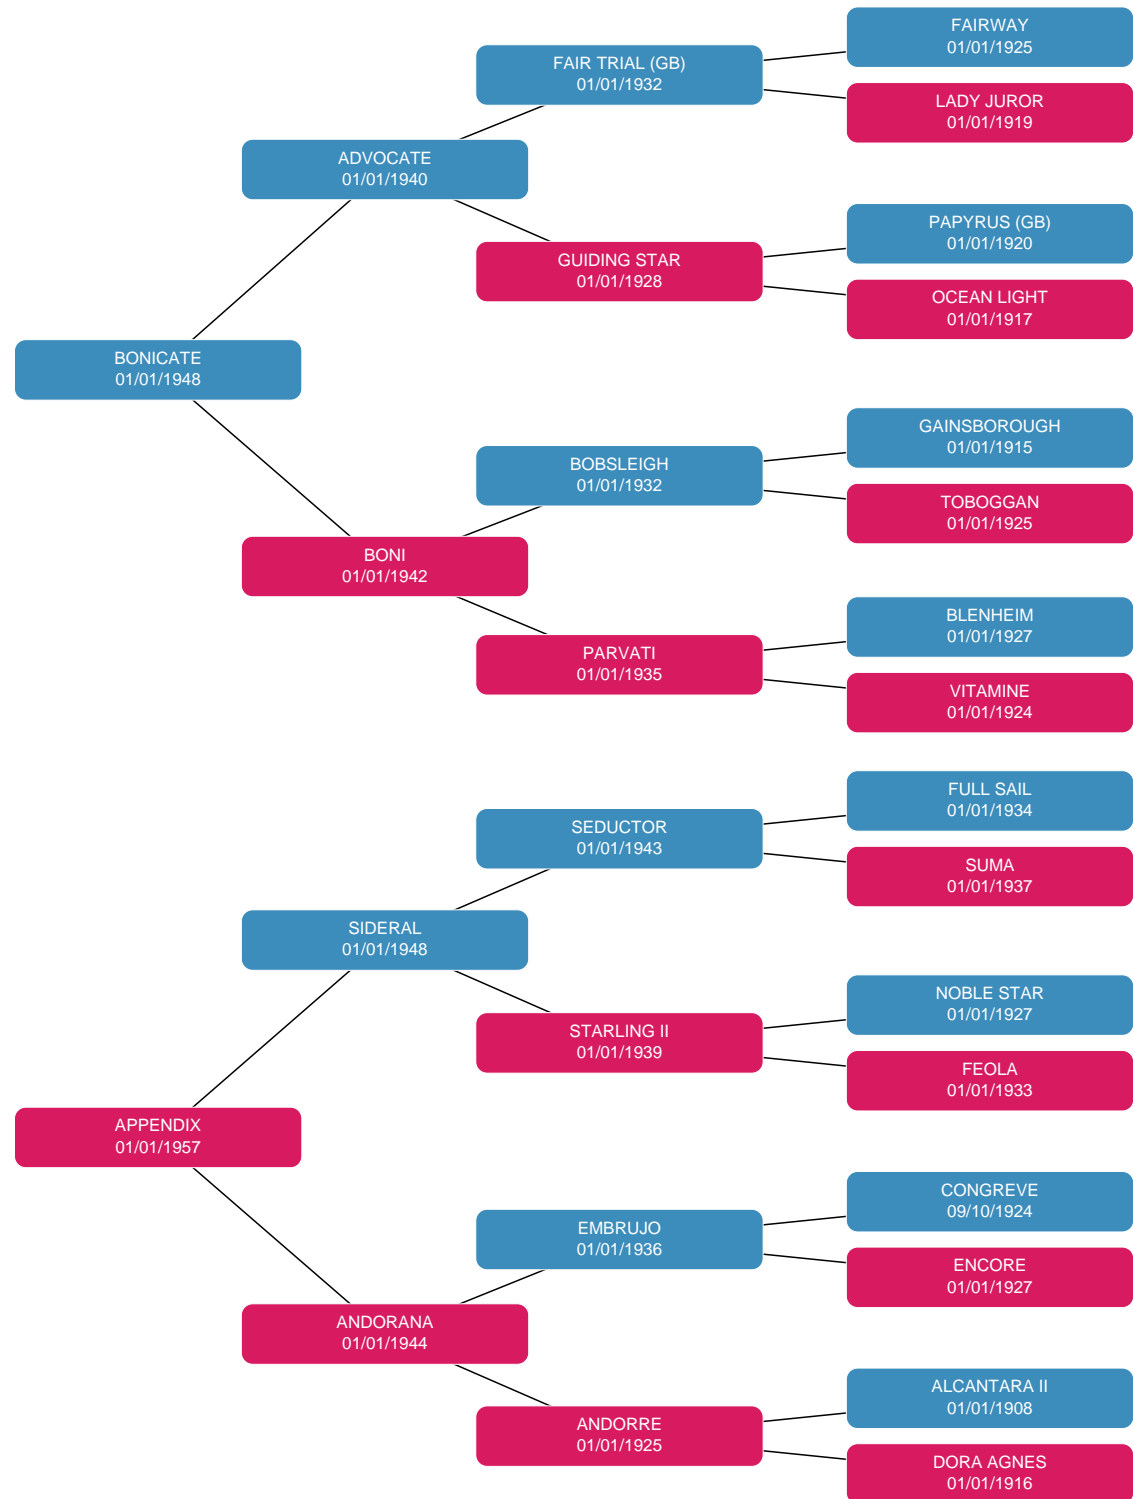 FAIRWAY
01/01/1925
FAIR TRIAL (GB)
01/01/1932
LADY JUROR
01/01/1919
ADVOCATE
01/01/1940
PAPYRUS (GB)
01/01/1920
GUIDING STAR
01/01/1928
OCEAN LIGHT
01/01/1917
BONICATE
01/01/1948
GAINSBOROUGH
01/01/1915
BOBSLEIGH
01/01/1932
TOBOGGAN
01/01/1925
BONI
01/01/1942
BLENHEIM
01/01/1927
PARVATI
01/01/1935
VITAMINE
01/01/1924
FULL SAIL
01/01/1934
SEDUCTOR
01/01/1943
SUMA
01/01/1937
SIDERAL
01/01/1948
NOBLE STAR
01/01/1927
STARLING II
01/01/1939
FEOLA
01/01/1933
APPENDIX
01/01/1957
CONGREVE
09/10/1924
EMBRUJO
01/01/1936
ENCORE
01/01/1927
ANDORANA
01/01/1944
ALCANTARA II
01/01/1908
ANDORRE
01/01/1925
DORA AGNES
01/01/1916